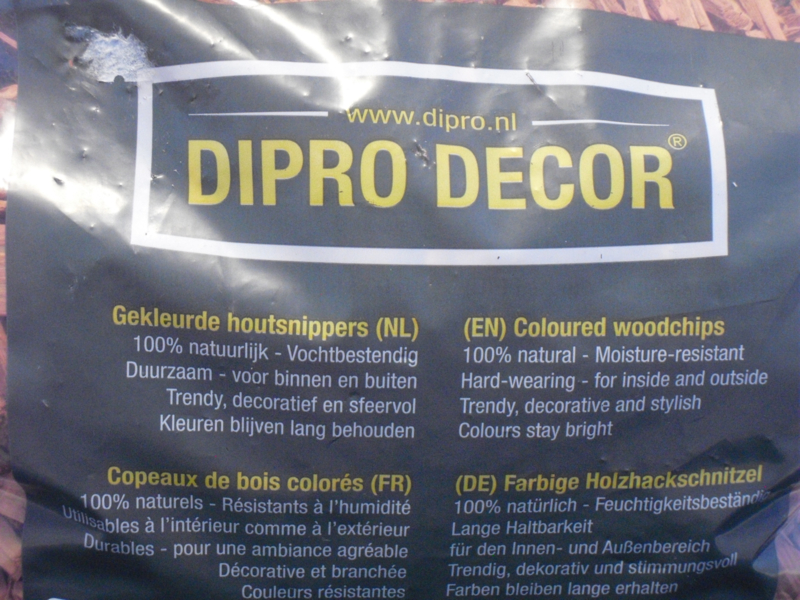 www.dipro.nl
DIPRO DECOR®
Gekleurde houtsnippers (NL)
100% natuurlijk - Vochtbestendig
Duurzaam - voor binnen en buiten
Trendy, decoratief en sfeervol
Kleuren blijven lang behouden
(EN) Coloured woodchips
100% natural - Moisture-resistant
Hard-wearing - for inside and outside
Trendy, decorative and stylish
Colours stay bright
Copeaux de bois colorés (FR)
100% naturels - Résistants à l'humidité
Utilisables à l'intérieur comme à l'extérieur
Durables - pour une ambiance agréable
Décorative et branchée
Couleurs résistantes
(DE) Farbige Holzhackschnitzel
100% natürlich -
Lange Haltbarkeit
für den Innen- und Außenbereich
Trendig, dekorativ und stimmungsvoll
Farben bleiben lange erhalten